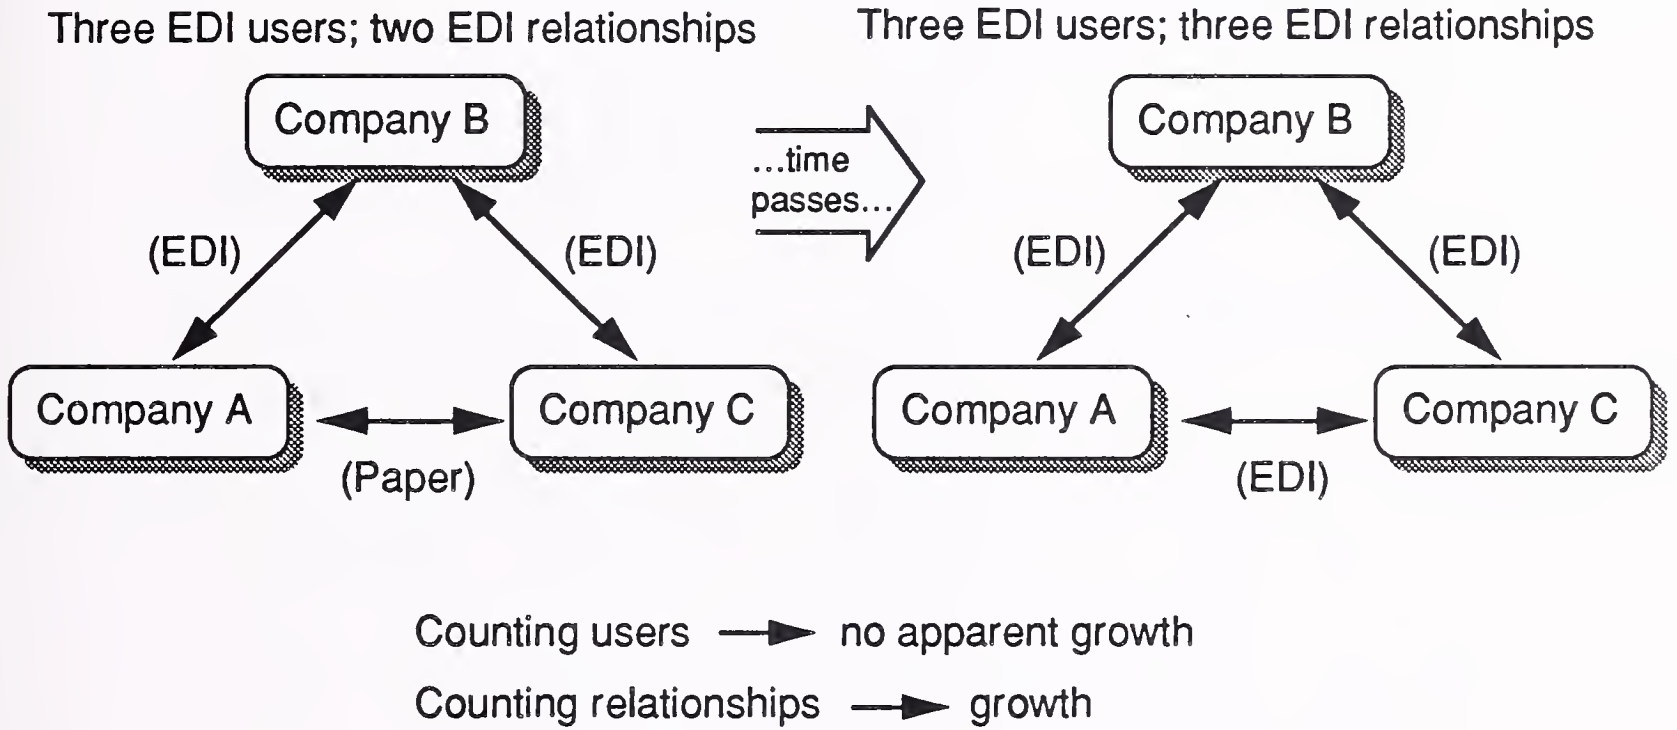 Three EDI users; two EDI relationships
Three EDI users; three EDI relationships
Company B
(EDI)
(EDI)
Company A
Company C
(Paper)
...time
passes...
Company B
(EDI)
(EDI)
Company A
Company C
(EDI)
Counting users → no apparent growth
Counting relationships → growth